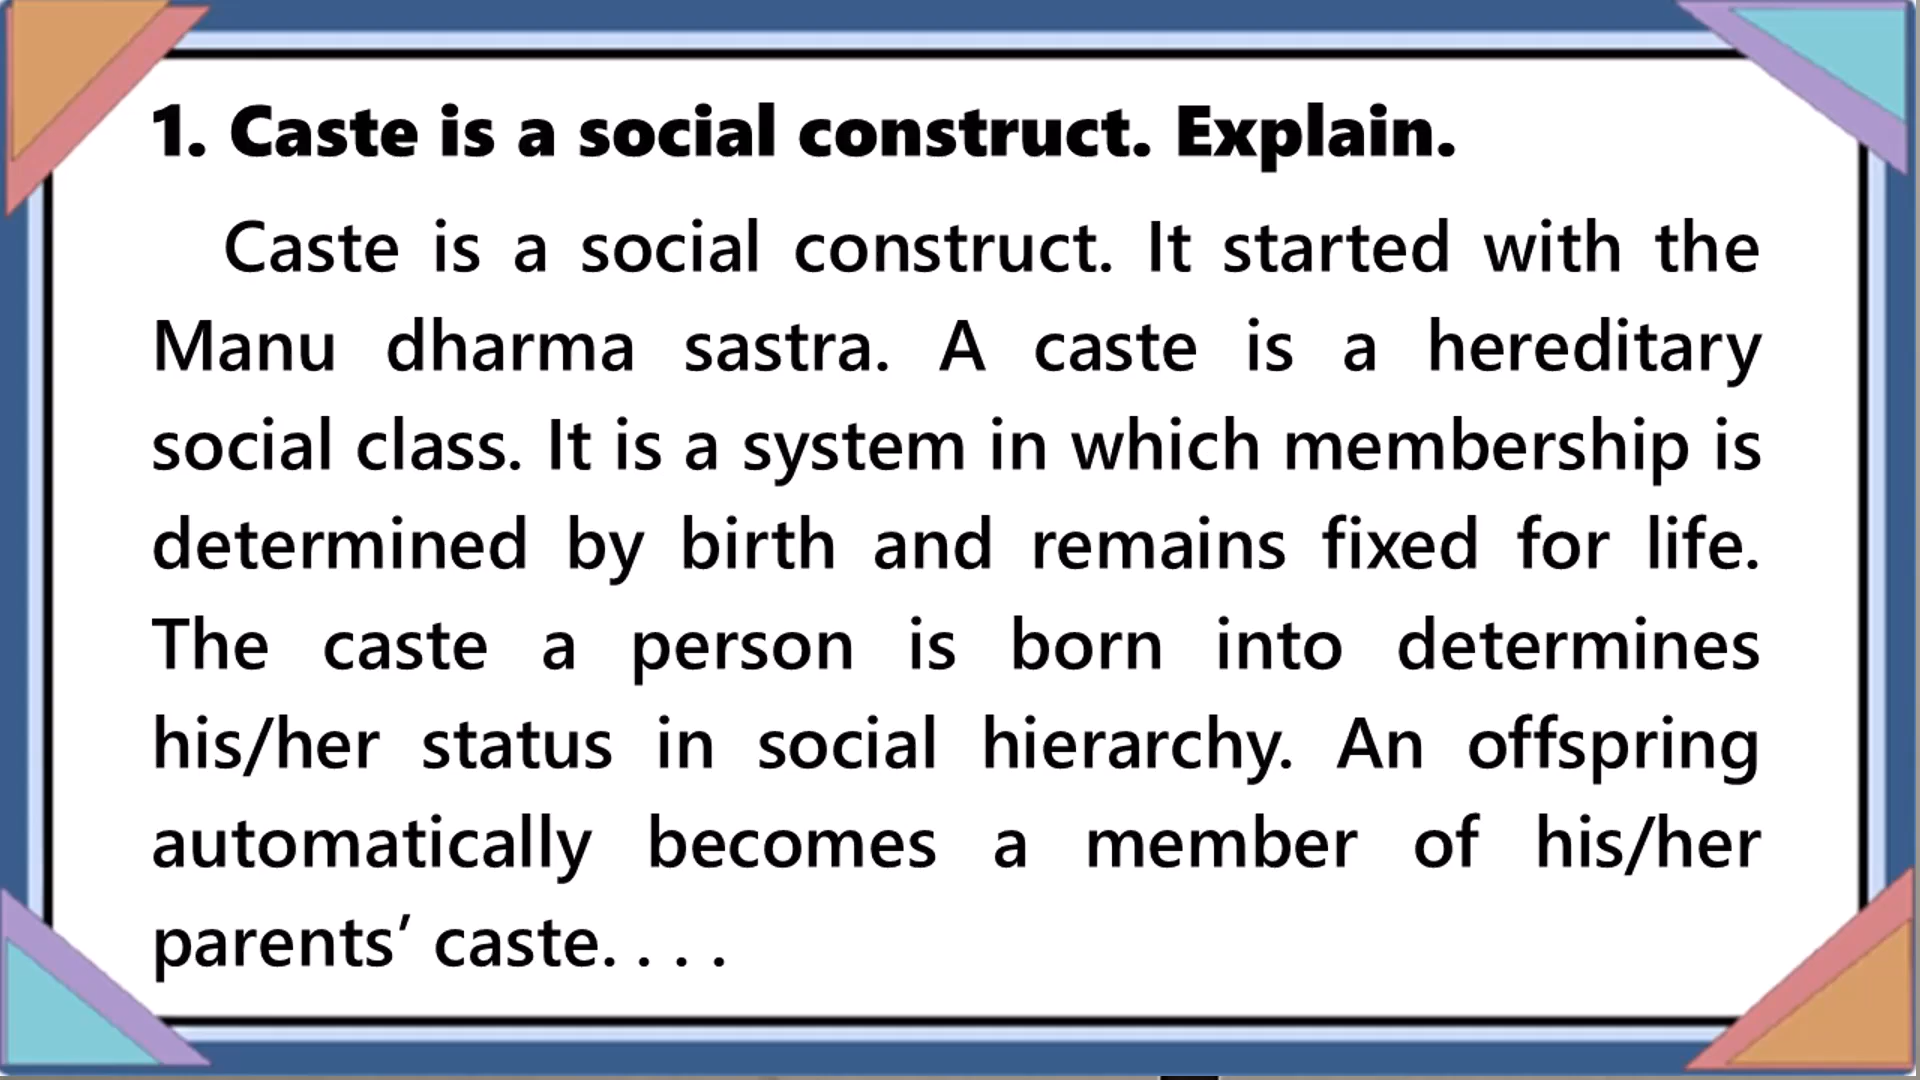 1. Caste is a social construct. Explain.
Caste is a social construct. It started with the
Manu dharma sastra. A caste is a hereditary
social class. It is a system in which membership is
determined by birth and remains fixed for life.
The caste a person is born into determines
his/her status in social hierarchy. An offspring
automatically becomes a member of his/her
parents’ caste. . . .